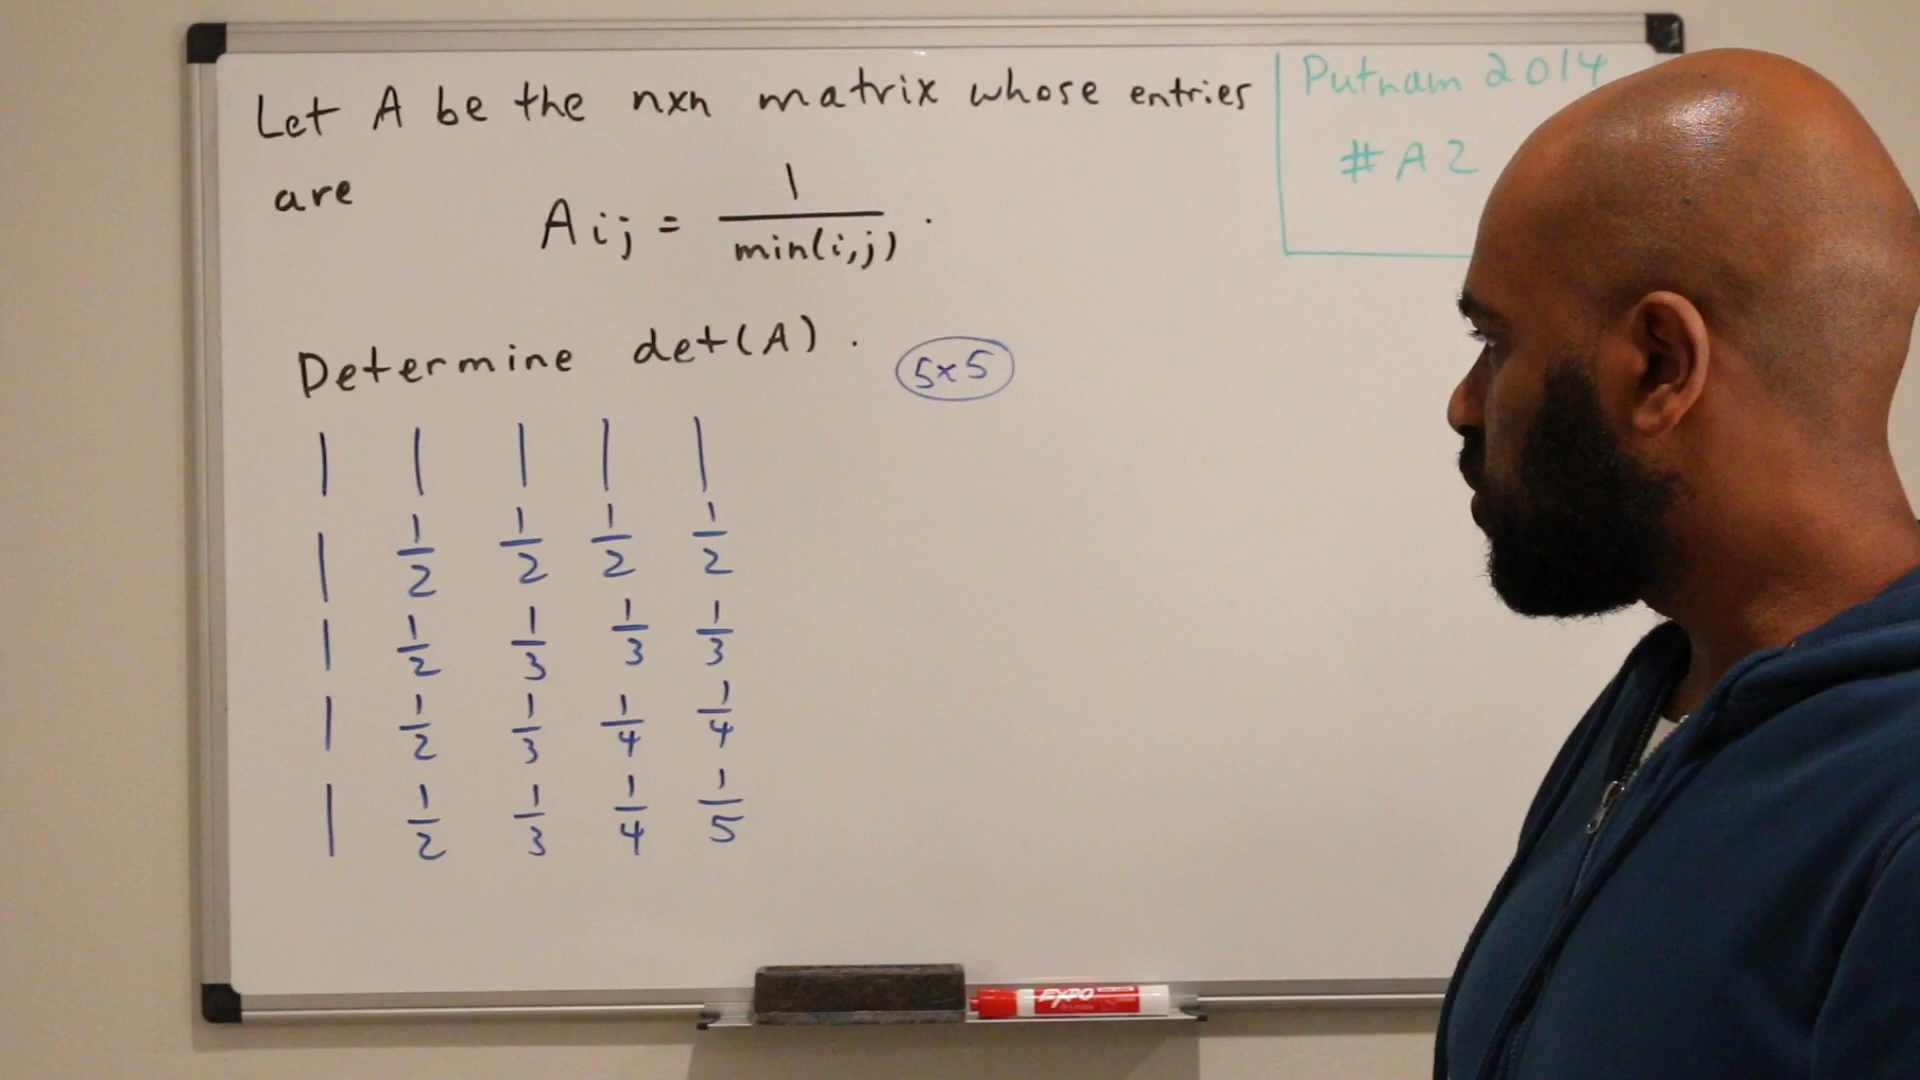 Let A be the nxn matrix whose entries
are
Aij = 1/min(i,j) .
Determine det(A) .
Putnam 2014
#A2
5x5
1 1 1 1 1
1 1/2 1/2 1/2 1/2
1 1/2 1/3 1/3 1/3
1 1/2 1/3 1/4 1/4
1 1/2 1/3 1/4 1/5
EXPO